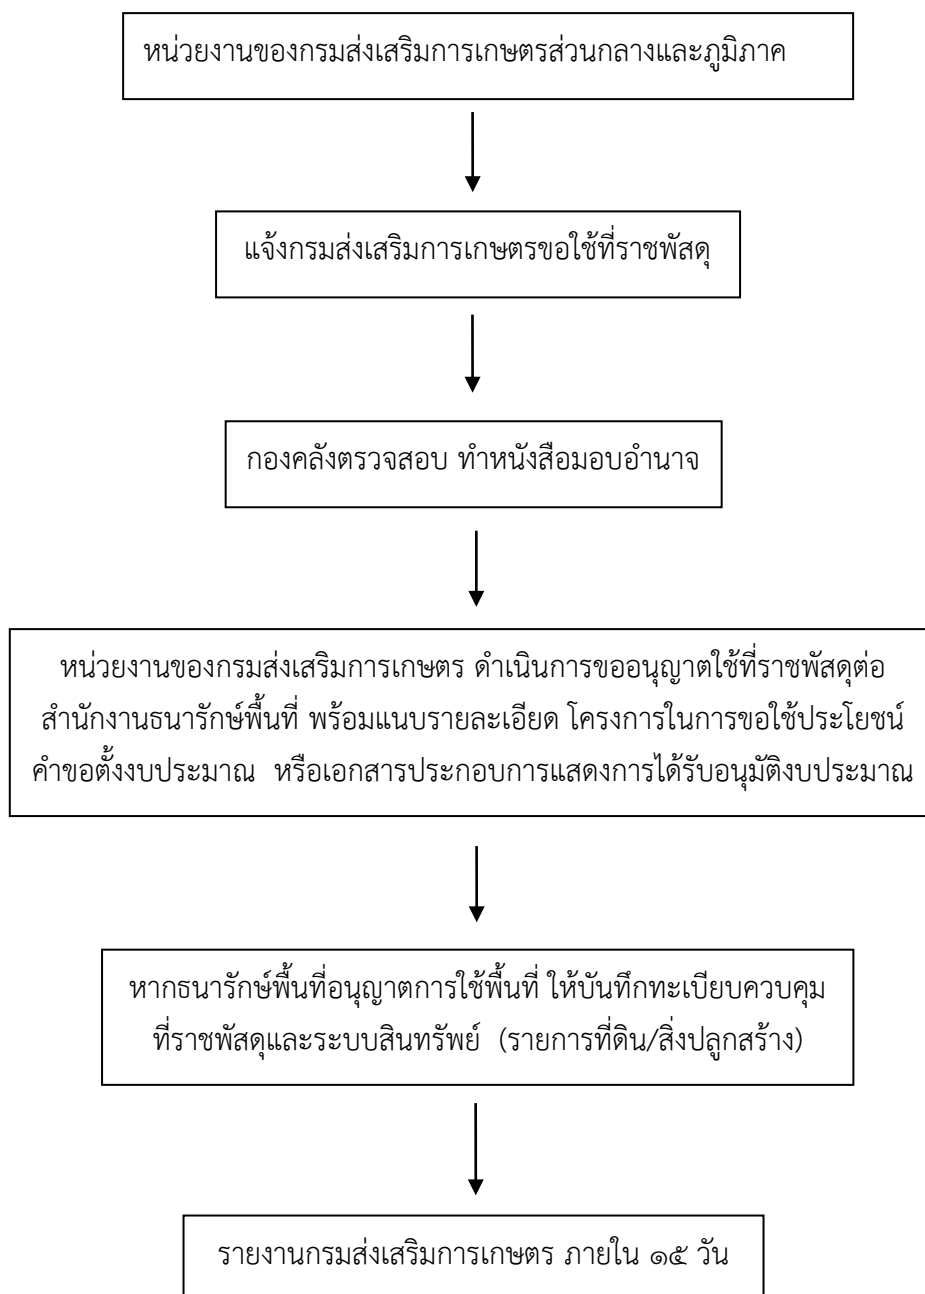 หน่วยงานของกรมส่งเสริมการเกษตรส่วนกลางและภูมิภาค
แจ้งกรมส่งเสริมการเกษตรขอใช้ที่ราชพัสดุ
กองคลังตรวจสอบ ทำหนังสือมอบอำนาจ
หน่วยงานของกรมส่งเสริมการเกษตร ดำเนินการขออนุญาตใช้ที่ราชพัสดุต่อ
สำนักงานธนารักษ์พื้นที่ พร้อมแนบรายละเอียด โครงการในการขอใช้ประโยชน์
คำขอตั้งงบประมาณ หรือเอกสารประกอบการแสดงการได้รับอนุมัติงบประมาณ
หากธนารักษ์พื้นที่อนุญาตการใช้พื้นที่ ให้บันทึกทะเบียบควบคุม
ที่ราชพัสดุและระบบสินทรัพย์ (รายการที่ดิน/สิ่งปลูกสร้าง)
รายงานกรมส่งเสริมการเกษตร ภายใน ๑๕ วัน